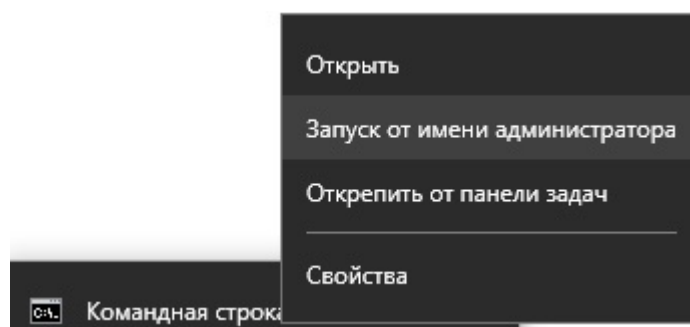 Открыть
Запуск от имени администратора
Открепить от панели задач
Свойства
Командная строка